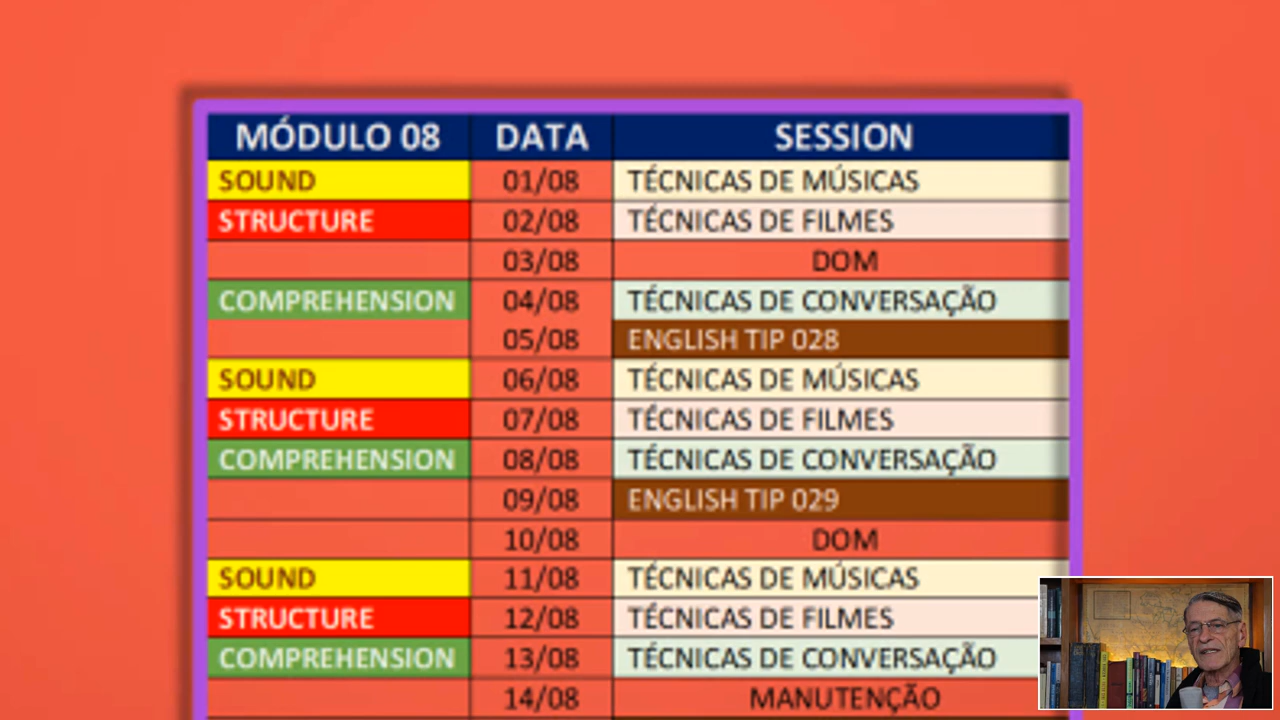 MÓDULO 08 DATA SESSION
SOUND 01/08 TÉCNICAS DE MÚSICAS
STRUCTURE 02/08 TÉCNICAS DE FILMES
03/08 DOM
COMPREHENSION 04/08 TÉCNICAS DE CONVERSAÇÃO
05/08 ENGLISH TIP 028
SOUND 06/08 TÉCNICAS DE MÚSICAS
STRUCTURE 07/08 TÉCNICAS DE FILMES
COMPREHENSION 08/08 TÉCNICAS DE CONVERSAÇÃO
09/08 ENGLISH TIP 029
10/08 DOM
SOUND 11/08 TÉCNICAS DE MÚSICAS
STRUCTURE 12/08 TÉCNICAS DE FILMES
COMPREHENSION 13/08 TÉCNICAS DE CONVERSAÇÃO
14/08 MANUTENÇÃO